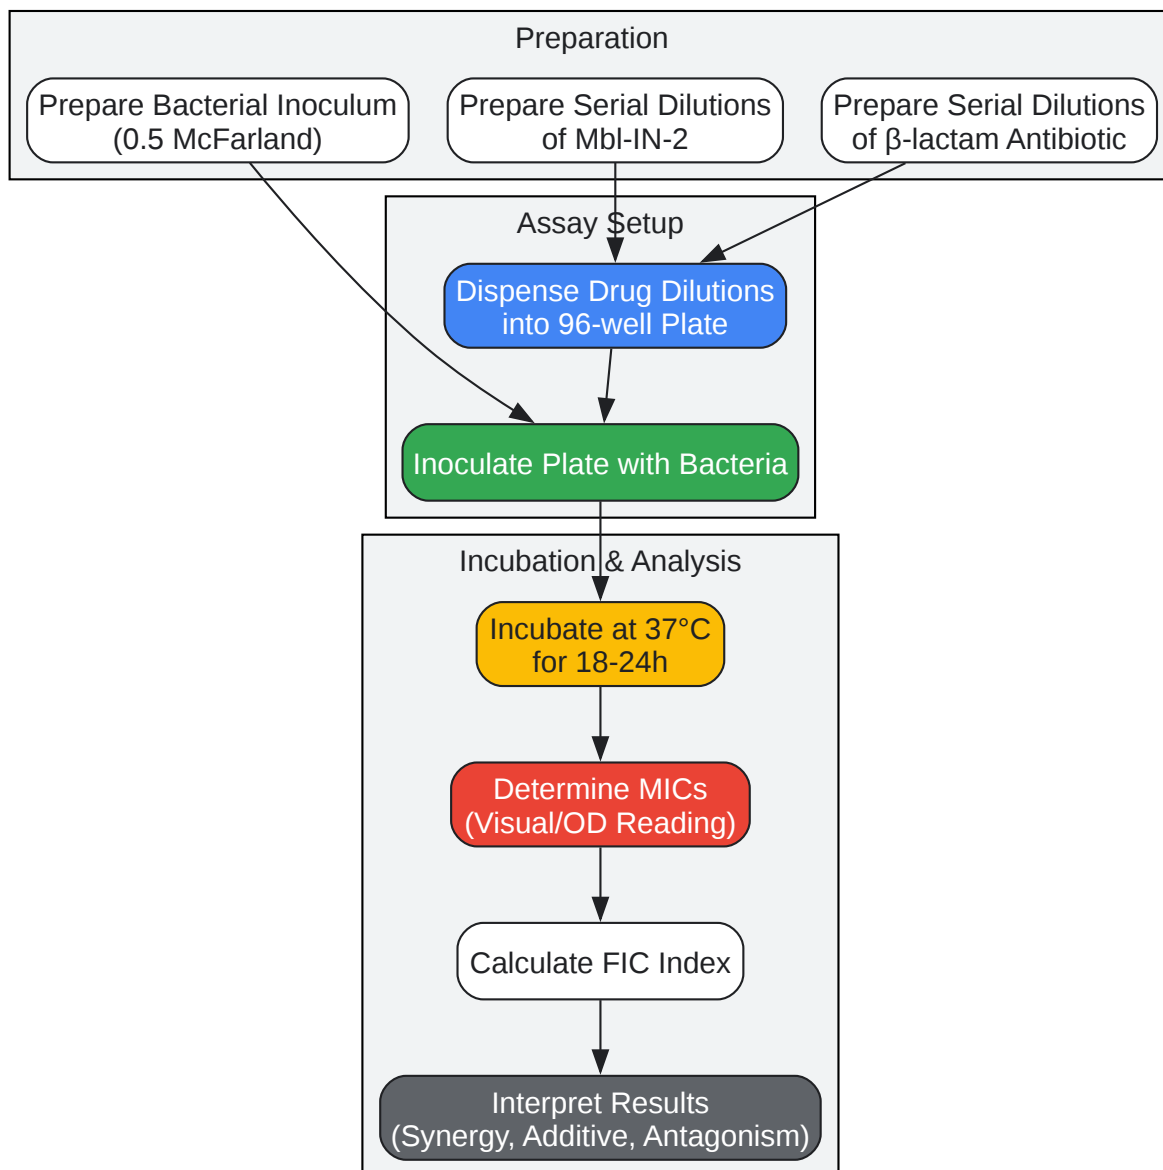 Preparation
Prepare Bacterial Inoculum
(0.5 McFarland)
Prepare Serial Dilutions
of Mbl-IN-2
Prepare Serial Dilutions
of β-lactam Antibiotic
Assay Setup
Dispense Drug Dilutions
into 96-well Plate
Inoculate Plate with Bacteria
Incubation & Analysis
Incubate at 37°C
for 18-24h
Determine MICs
(Visual/OD Reading)
Calculate FIC Index
Interpret Results
(Synergy, Additive, Antagonism)